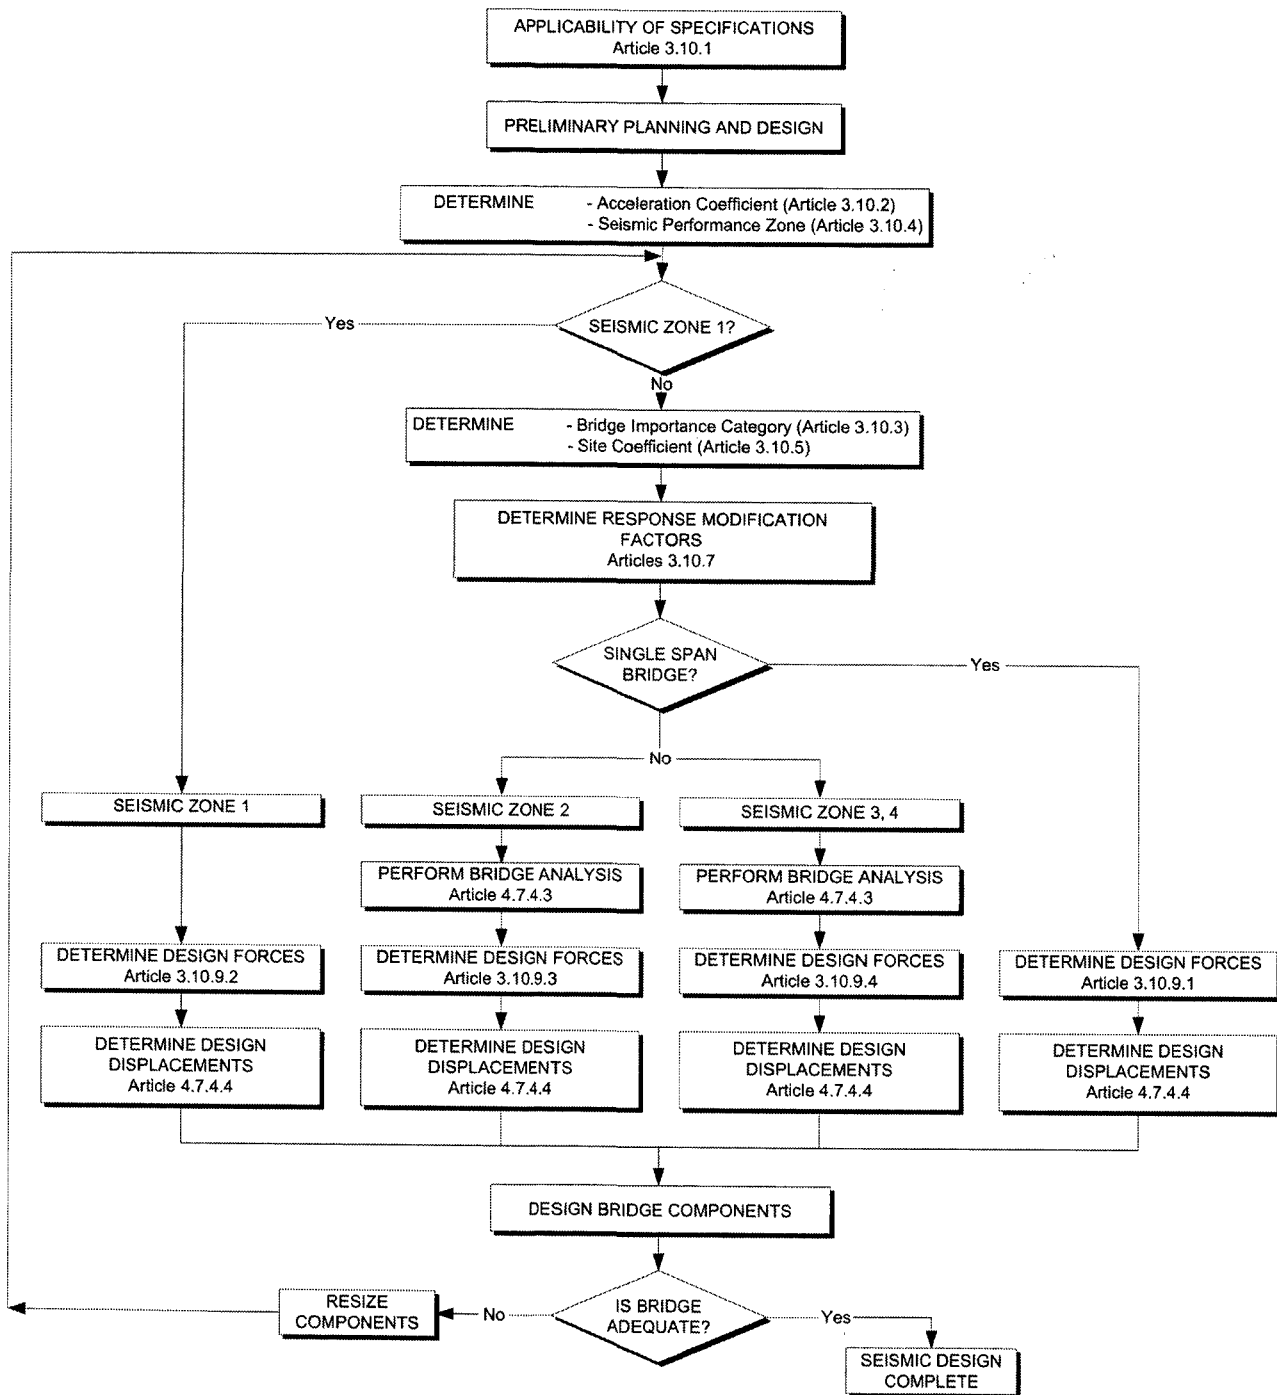 APPLICABILITY OF SPECIFICATIONS
Article 3.10.1
PRELIMINARY PLANNING AND DESIGN
DETERMINE - Acceleration Coefficient (Article 3.10.2)
- Seismic Performance Zone (Article 3.10.4)
SEISMIC ZONE 1?
Yes
No
DETERMINE - Bridge Importance Category (Article 3.10.3)
- Site Coefficient (Article 3.10.5)
DETERMINE RESPONSE MODIFICATION
FACTORS
Articles 3.10.7
SINGLE SPAN
BRIDGE?
Yes
No
SEISMIC ZONE 1
SEISMIC ZONE 2
SEISMIC ZONE 3, 4
PERFORM BRIDGE ANALYSIS
Article 4.7.4.3
PERFORM BRIDGE ANALYSIS
Article 4.7.4.3
DETERMINE DESIGN FORCES
Article 3.10.9.2
DETERMINE DESIGN FORCES
Article 3.10.9.3
DETERMINE DESIGN FORCES
Article 3.10.9.4
DETERMINE DESIGN FORCES
Article 3.10.9.1
DETERMINE DESIGN
DISPLACEMENTS
Article 4.7.4.4
DETERMINE DESIGN
DISPLACEMENTS
Article 4.7.4.4
DETERMINE DESIGN
DISPLACEMENTS
Article 4.7.4.4
DETERMINE DESIGN
DISPLACEMENTS
Article 4.7.4.4
DESIGN BRIDGE COMPONENTS
IS BRIDGE
ADEQUATE?
No
RESIZE
COMPONENTS
Yes
SEISMIC DESIGN
COMPLETE